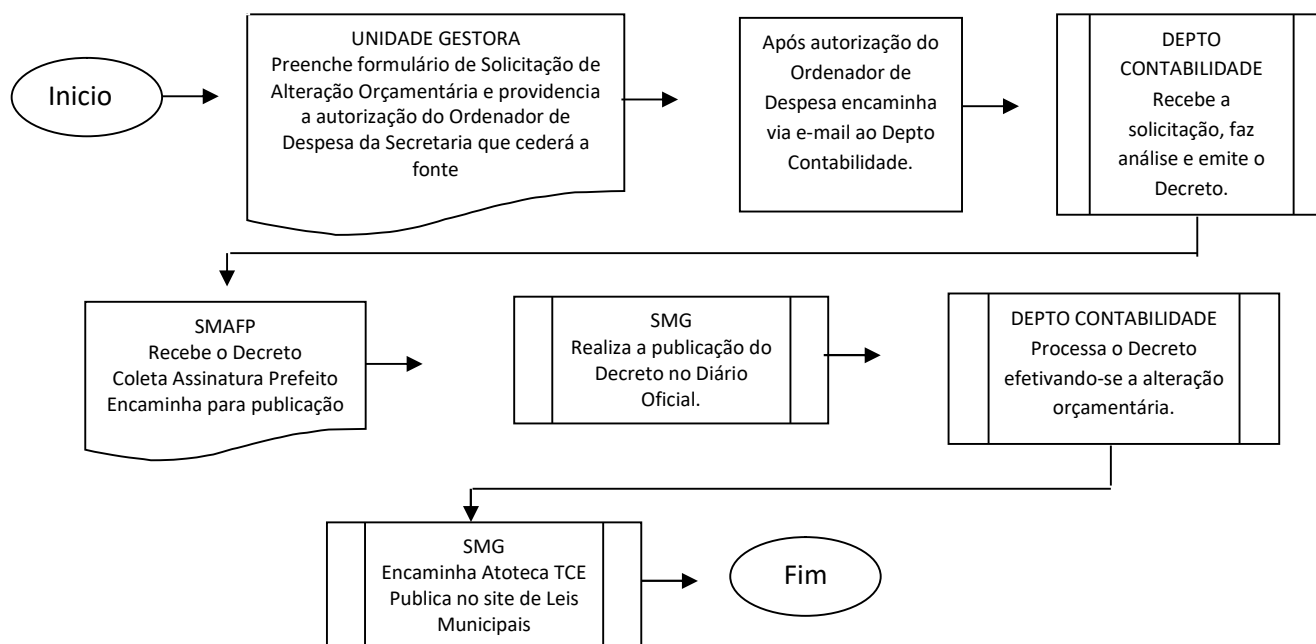 Inicio
UNIDADE GESTORA
Preenche formulário de Solicitação de
Alteração Orçamentária e providencia
a autorização do Ordenador de
Despesa da Secretaria que cederá a
fonte
Após autorização do
Ordenador de
Despesa encaminha
via e-mail ao Depto
Contabilidade.
DEPTO
CONTABILIDADE
Recebe a
solicitação, faz
análise e emite o
Decreto.
SMAFP
Recebe o Decreto
Coleta Assinatura Prefeito
Encaminha para publicação
SMG
Realiza a publicação do
Decreto no Diário
Oficial.
DEPTO CONTABILIDADE
Processa o Decreto
efetivando-se a alteração
orçamentária.
SMG
Encaminha Atoteca TCE
Publica no site de Leis
Municipais
Fim